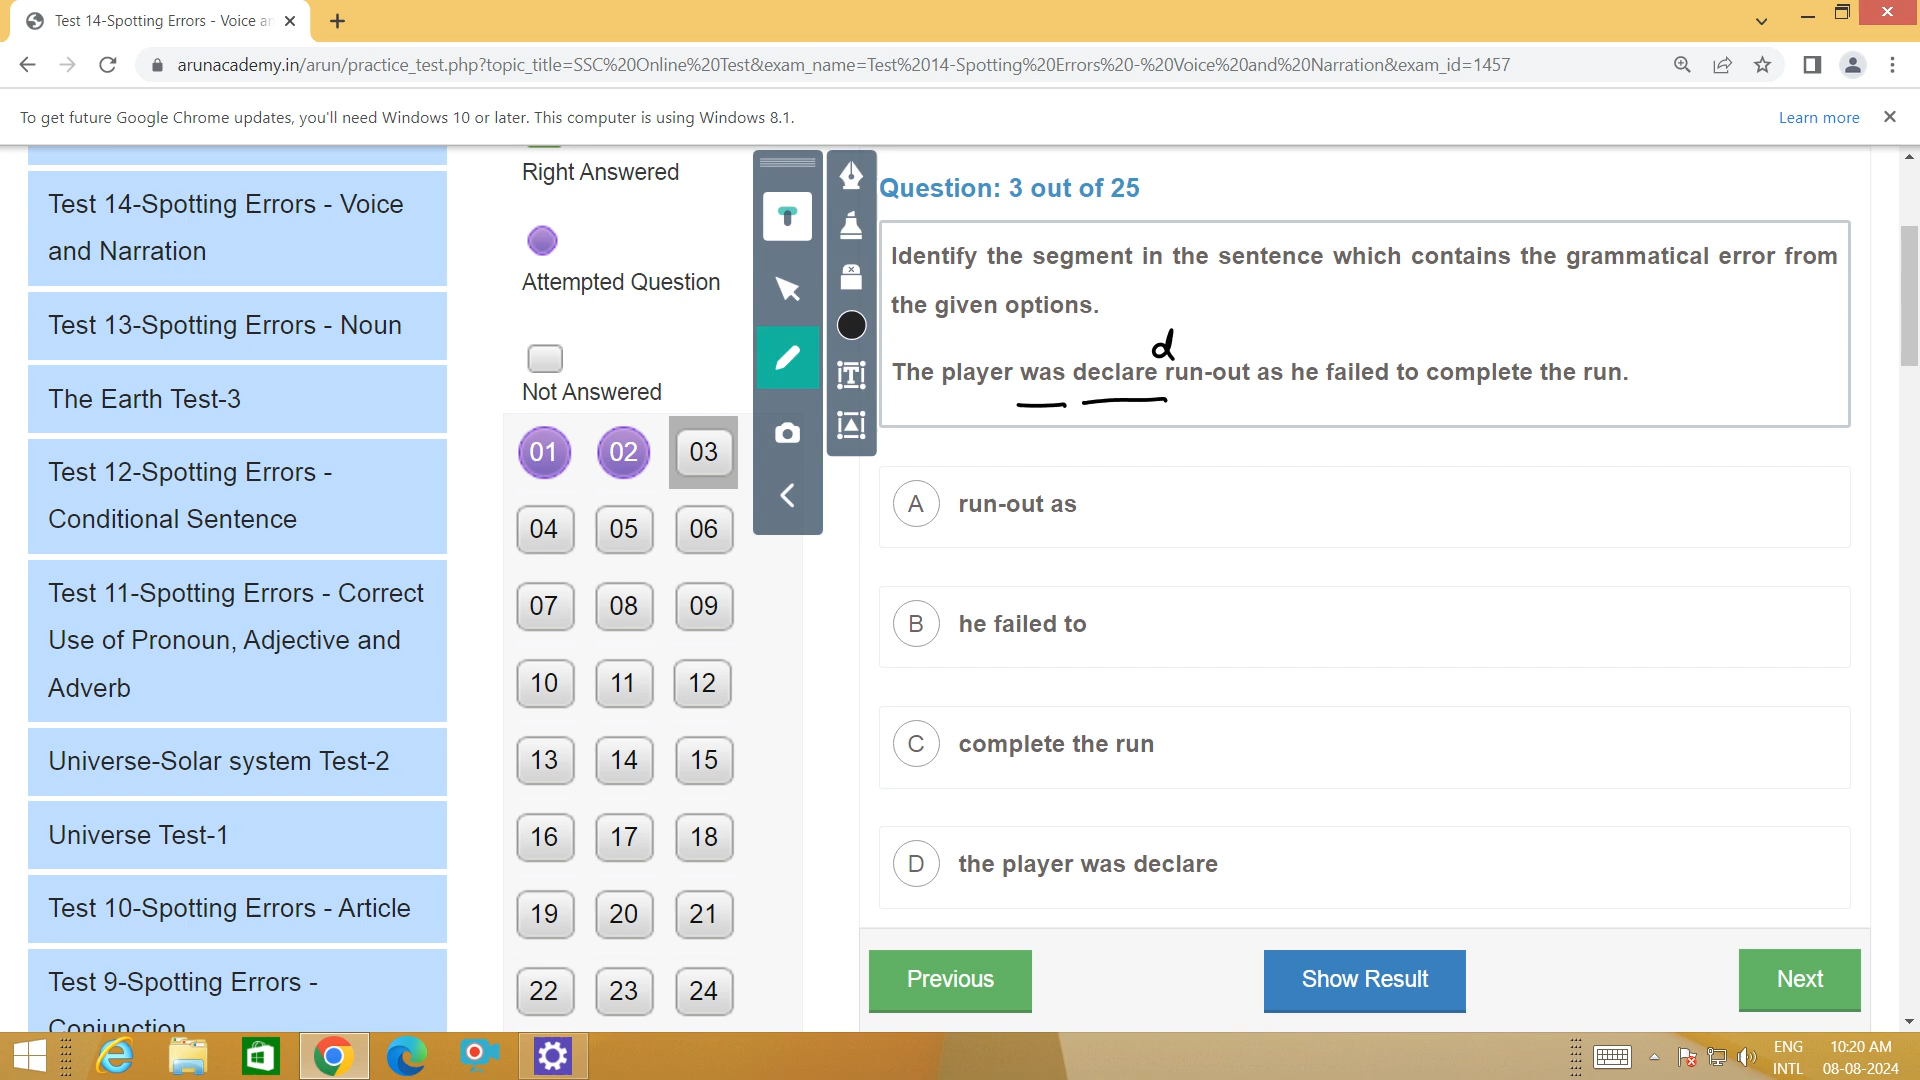 Test 14-Spotting Errors - Voice an
arunacademy.in/arun/practice_test.php?topic_title=SSC%20Online%20Test&exam_name=Test%2014-Spotting%20Errors%20-%20Voice%20and%20Narration&exam_id=1457
To get future Google Chrome updates, you'll need Windows 10 or later. This computer is using Windows 8.1.
Learn more
Test 14-Spotting Errors - Voice
and Narration
Test 13-Spotting Errors - Noun
The Earth Test-3
Test 12-Spotting Errors -
Conditional Sentence
Test 11-Spotting Errors - Correct
Use of Pronoun, Adjective and
Adverb
Universe-Solar system Test-2
Universe Test-1
Test 10-Spotting Errors - Article
Test 9-Spotting Errors -
Conjunction
Right Answered
Attempted Question
Not Answered
01 02 03
04 05 06
07 08 09
10 11 12
13 14 15
16 17 18
19 20 21
22 23 24
Question: 3 out of 25
Identify the segment in the sentence which contains the grammatical error from
the given options.
d
The player was declare run-out as he failed to complete the run.
A run-out as
B he failed to
C complete the run
D the player was declare
Previous
Show Result
Next
ENG
INTL
10:20 AM
08-08-2024